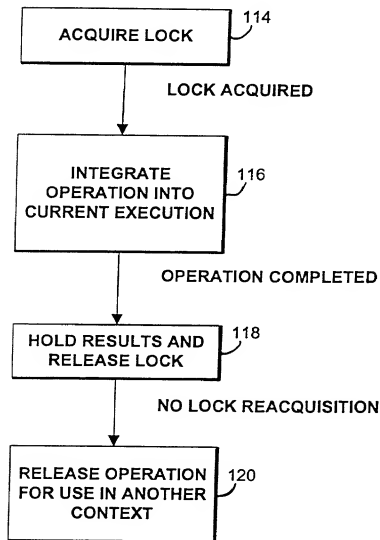 ACQUIRE LOCK
114
LOCK ACQUIRED
INTEGRATE
OPERATION INTO
CURRENT EXECUTION
116
OPERATION COMPLETED
HOLD RESULTS AND
RELEASE LOCK
118
NO LOCK REACQUISITION
RELEASE OPERATION
FOR USE IN ANOTHER
CONTEXT
120